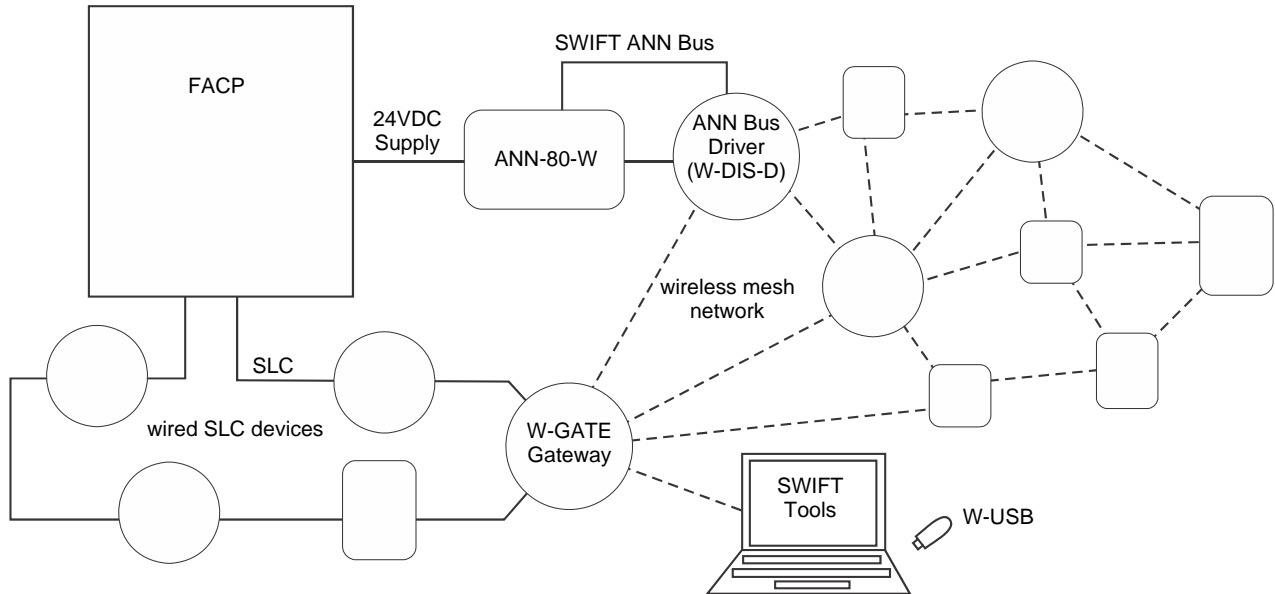 SWIFT ANN Bus
FACP
24VDC
Supply
ANN-80-W
ANN Bus
Driver
(W-DIS-D)
wireless mesh
network
SLC
wired SLC devices
W-GATE
Gateway
SWIFT
Tools
W-USB